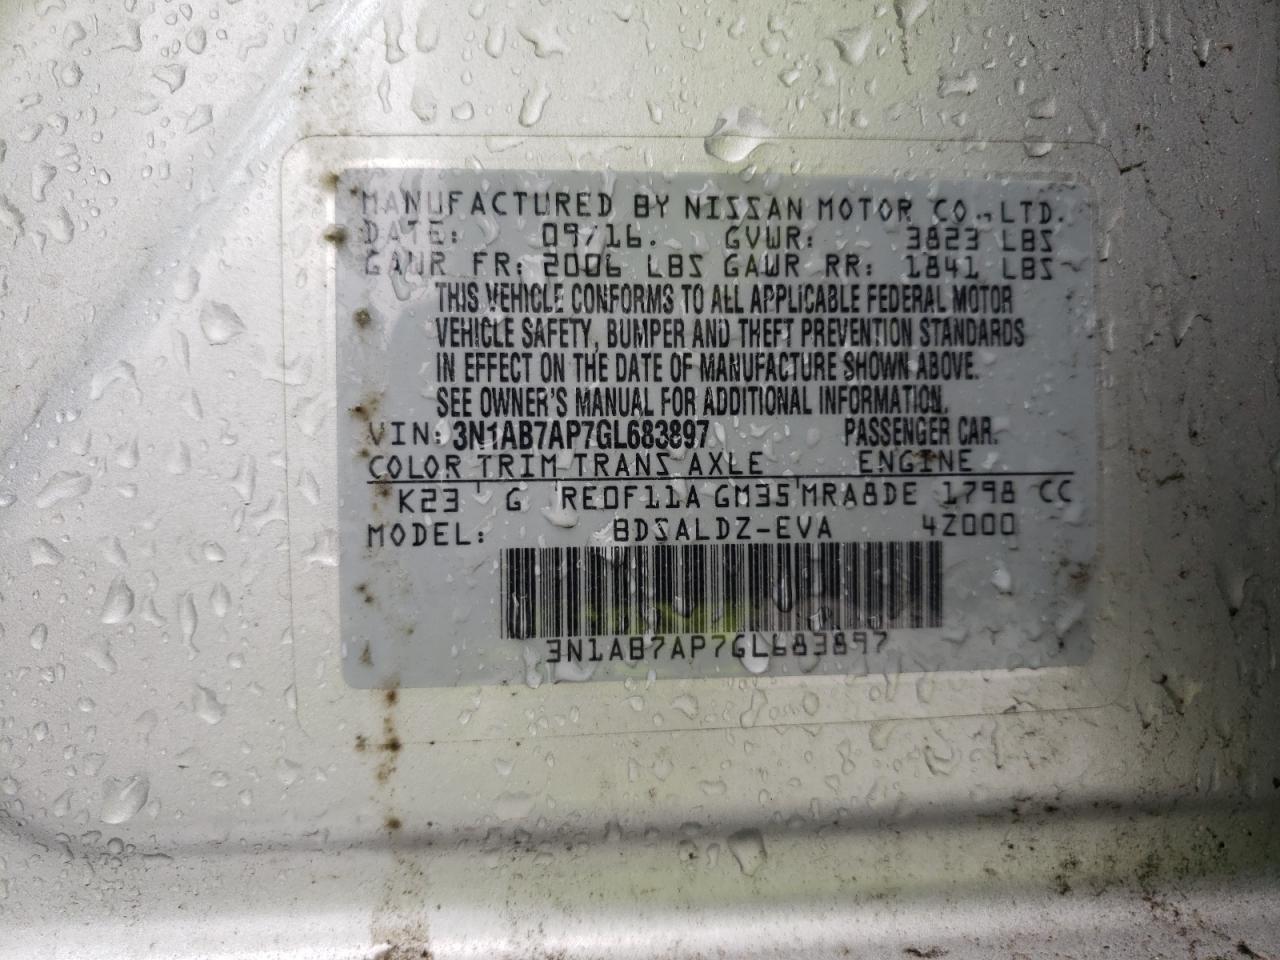 MANUFACTURED BY NISSAN MOTOR CO.,LTD.
DATE: 09/16. GVWR: 3823 LBS
GAWR FR: 2006 LBS GAWR RR: 1841 LBS
THIS VEHICLE CONFORMS TO ALL APPLICABLE FEDERAL MOTOR
VEHICLE SAFETY, BUMPER AND THEFT PREVENTION STANDARDS
IN EFFECT ON THE DATE OF MANUFACTURE SHOWN ABOVE.
SEE OWNER'S MANUAL FOR ADDITIONAL INFORMATION.
VIN: 3N1AB7AP7GL683897 PASSENGER CAR.
COLOR TRIM TRANS AXLE ENGINE
K23 G RE0F11A GM35 MRA8DE 1798 CC
MODEL: BDSALDZ-EVA 4Z000
3N1AB7AP7GL683897